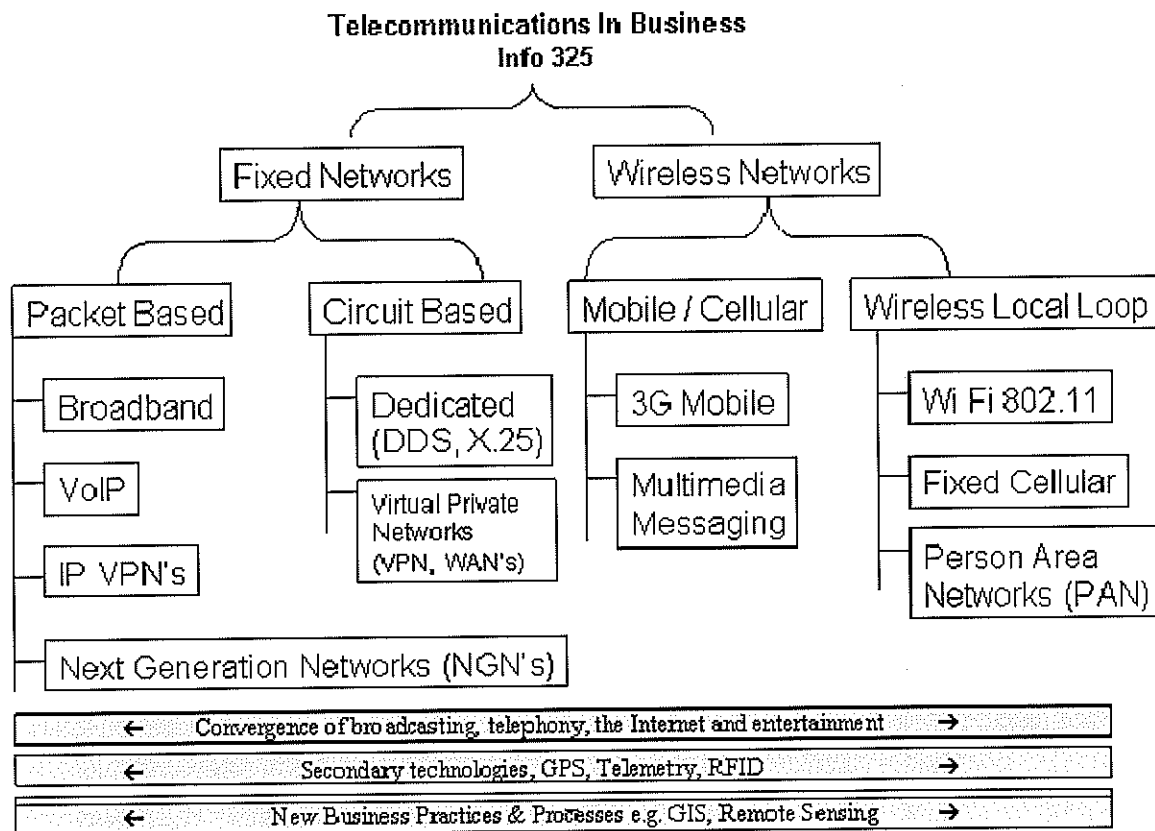 Telecommunications In Business
Info 325
Fixed Networks
Wireless Networks
Packet Based
Circuit Based
Mobile / Cellular
Wireless Local Loop
Broadband
VoIP
IP VPN's
Next Generation Networks (NGN's)
Dedicated
(DDS, X.25)
Virtual Private
Networks
(VPN, WAN's)
3G Mobile
Multimedia
Messaging
Wi Fi 802.11
Fixed Cellular
Person Area
Networks (PAN)
← Convergence of broadcasting, telephony, the Internet and entertainment →
← Secondary technologies, GPS, Telemetry, RFID →
← New Business Practices & Processes e.g. GIS, Remote Sensing →